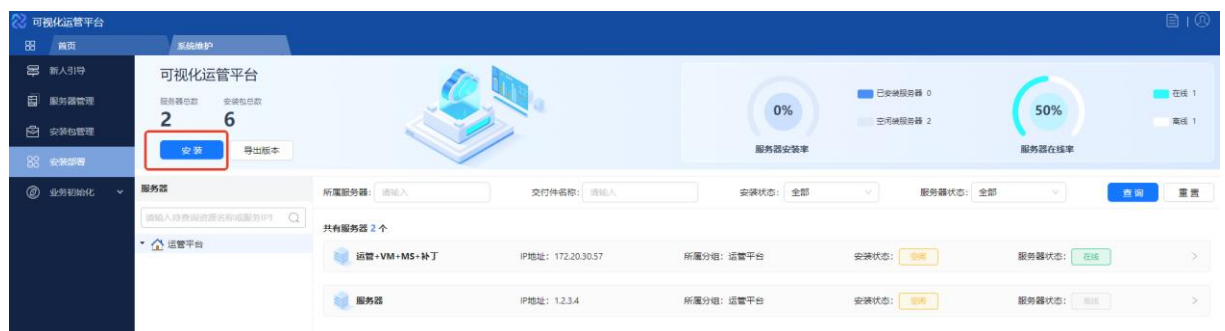 可视化运营平台
首页 系统维护
新人引导
服务器管理
安装包管理
安装部署
业务初始化
可视化运管平台
服务器总数 安装包总数
2 6
安装 导出版本
0%
服务器安装率
已安装服务器 0
空闲服务器 2
50%
服务器在线率
在线 1
离线 1
服务器
请输入待查询资源名称或服务IP
运管平台
所属服务器: 请输入 交付件名称: 请输入 安装状态: 全部 服务器状态: 全部 查询 重置
共有服务器 2 个
运管+VM+MS+补丁 IP地址: 172.20.30.57 所属分组: 运管平台 安装状态: 空闲 服务器状态: 在线
服务器 IP地址: 1.2.3.4 所属分组: 运管平台 安装状态: 空闲 服务器状态: 离线